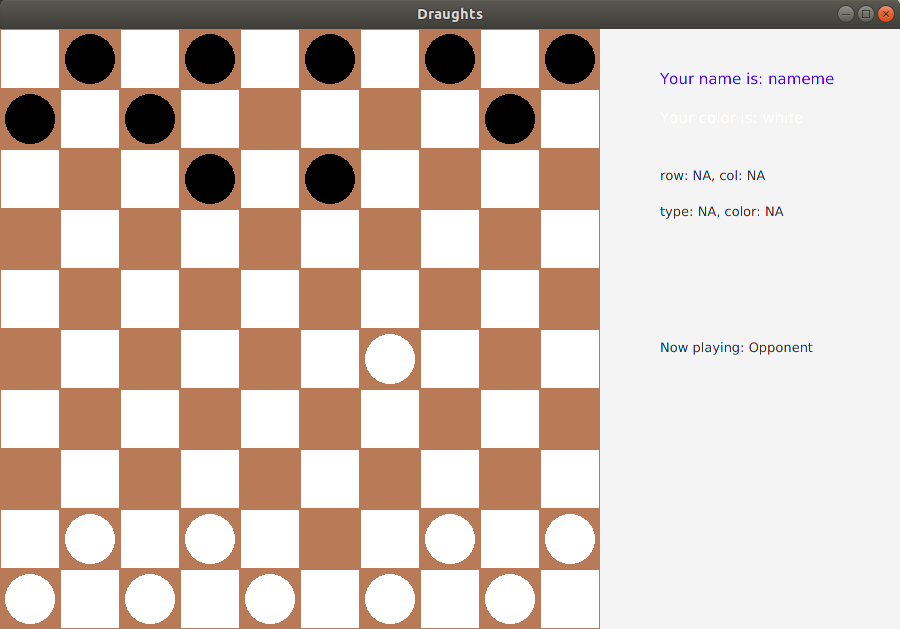 Draughts
Your name is: nameme
Your color is: white
row: NA, col: NA
type: NA, color: NA
Now playing: Opponent